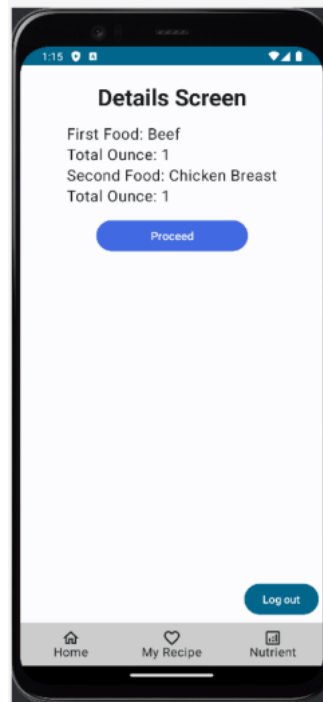 1:15
Details Screen
First Food: Beef
Total Ounce: 1
Second Food: Chicken Breast
Total Ounce: 1
Proceed
Log out
Home My Recipe Nutrient